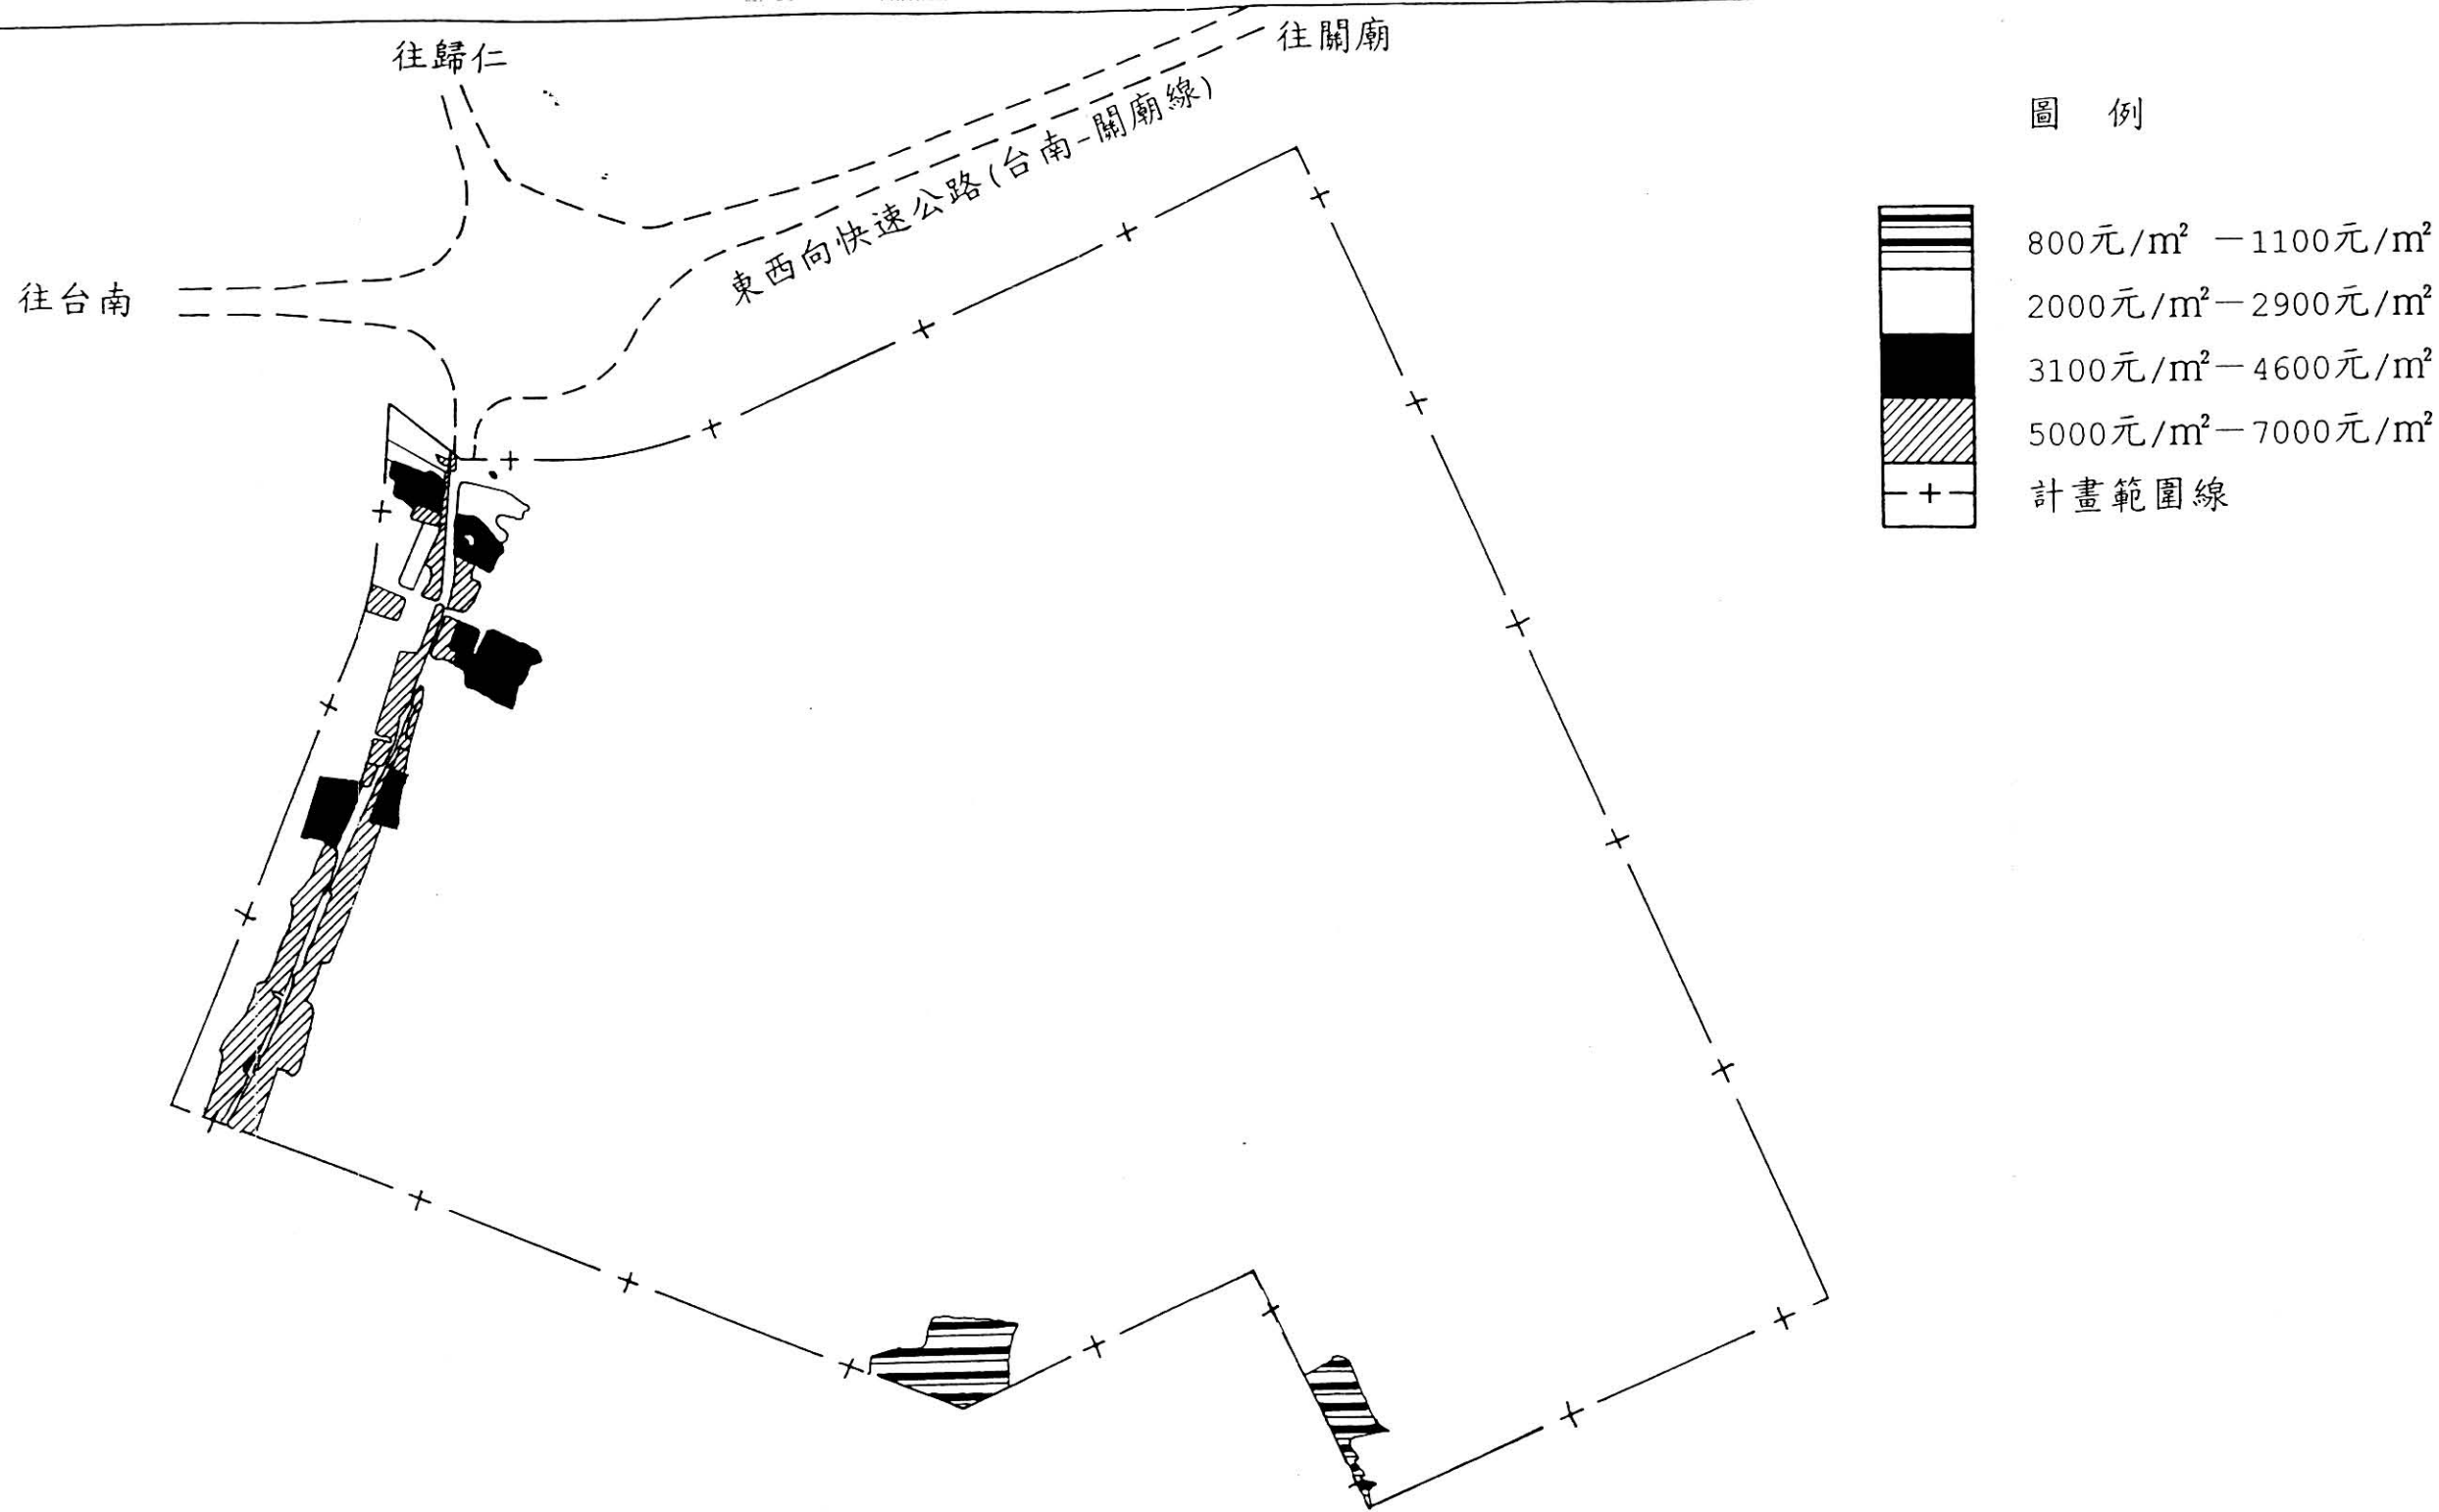 往歸仁
往關廟
東西向快速公路(台南-關廟線)
往台南
圖 例
800元/m² －1100元/m²
2000元/m²－2900元/m²
3100元/m²－4600元/m²
5000元/m²－7000元/m²
計畫範圍線